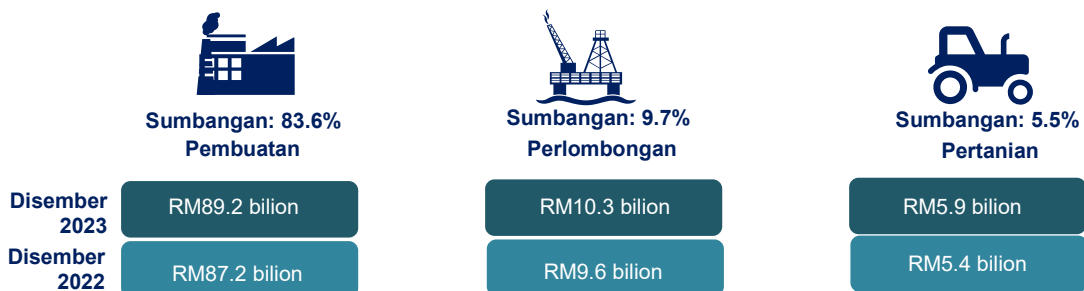 Sumbangan: 83.6%
Pembuatan
Sumbangan: 9.7%
Perlombongan
Sumbangan: 5.5%
Pertanian
Disember
2023
RM89.2 bilion
RM10.3 bilion
RM5.9 bilion
Disember
2022
RM87.2 bilion
RM9.6 bilion
RM5.4 bilion